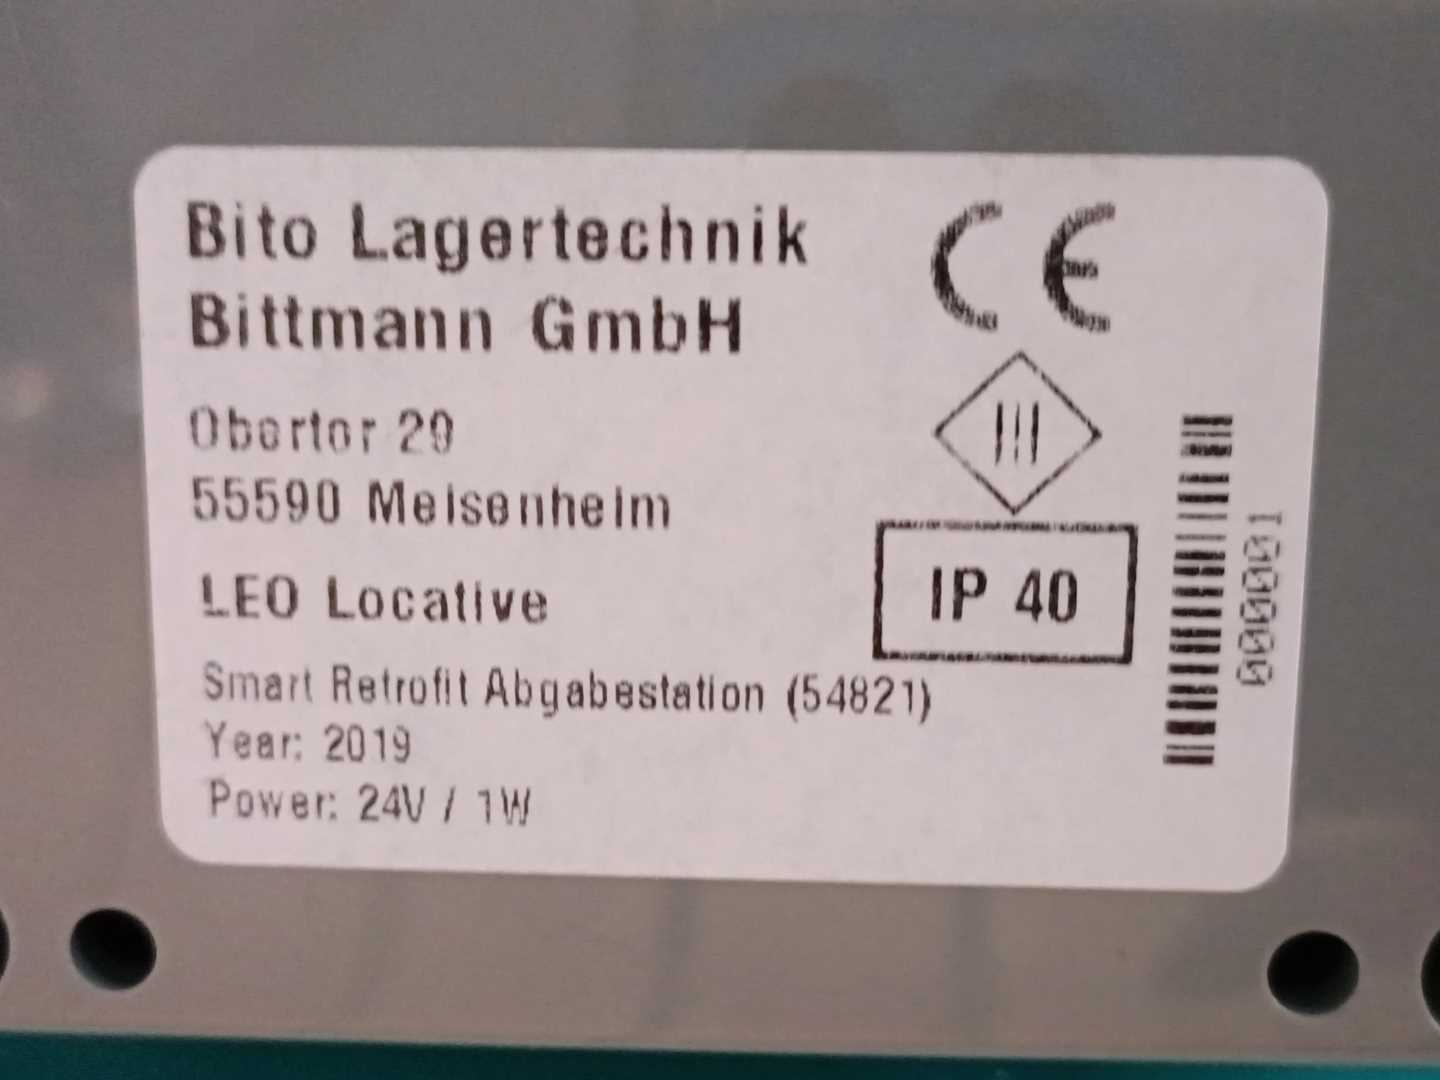 Bito Lagertechnik
Bittmann GmbH
Obertor 29
55590 Meisenheim
LEO Locative
Smart Retrofit Abgabestation (54821)
Year: 2019
Power: 24V / 1W
CE
III
IP 40
0000001